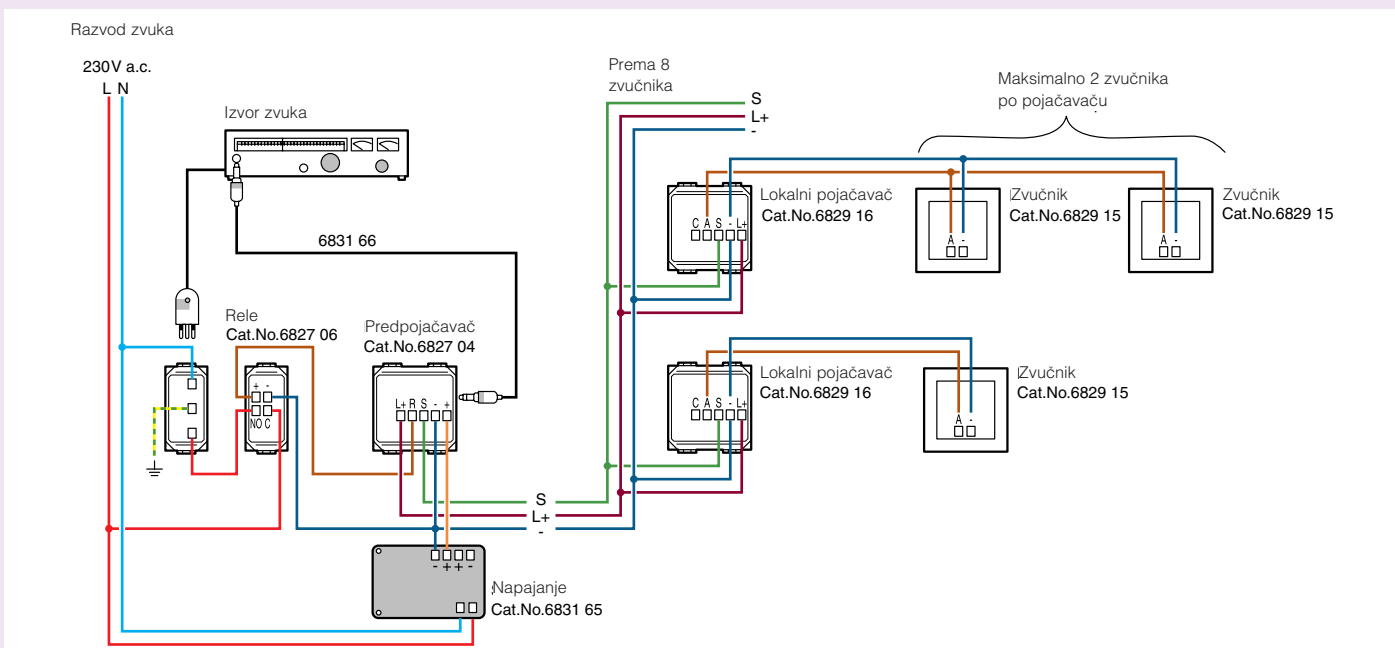 Razvod zvuka
230V a.c.
L N
Izvor zvuka
6831 66
Rele
Cat.No.6827 06
+ -
NO C
Predpojačavač
Cat.No.6827 04
L+ R S - +
S
L+
-
- + + -
Napajanje
Cat.No.6831 65
Prema 8
zvučnika
S
L+
-
Maksimalno 2 zvučnika
po pojačavaču
Lokalni pojačavač
Cat.No.6829 16
C A S - L+
Zvučnik
Cat.No.6829 15
A -
Zvučnik
Cat.No.6829 15
A -
Lokalni pojačavač
Cat.No.6829 16
C A S - L+
Zvučnik
Cat.No.6829 15
A -